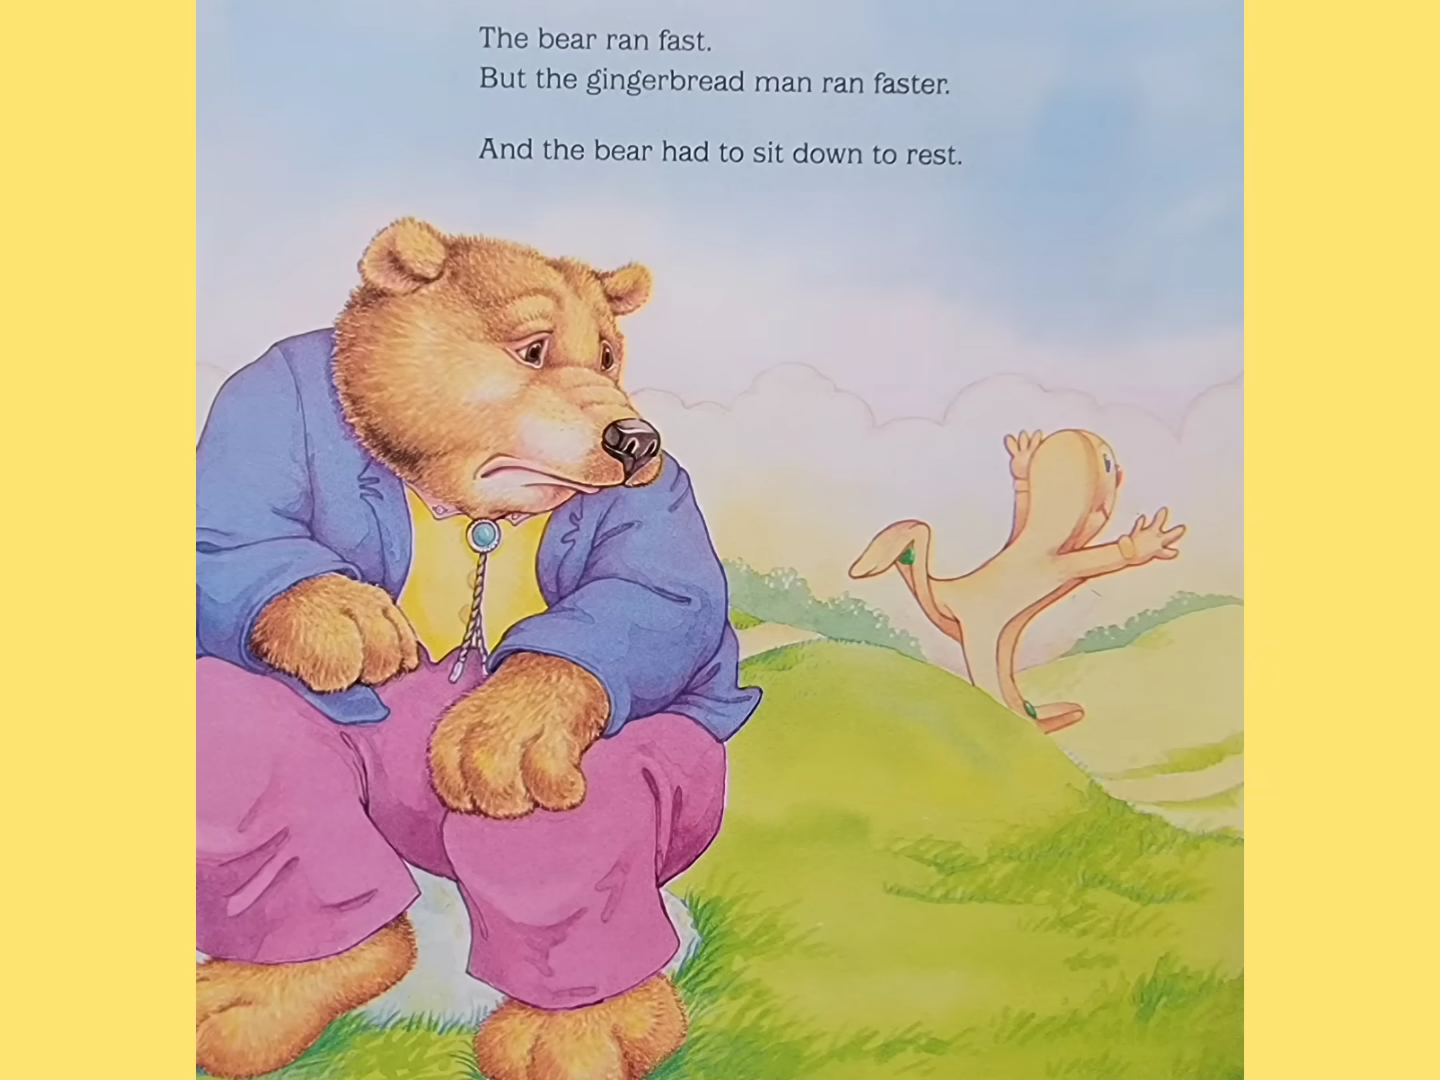 The bear ran fast.
But the gingerbread man ran faster.
And the bear had to sit down to rest.